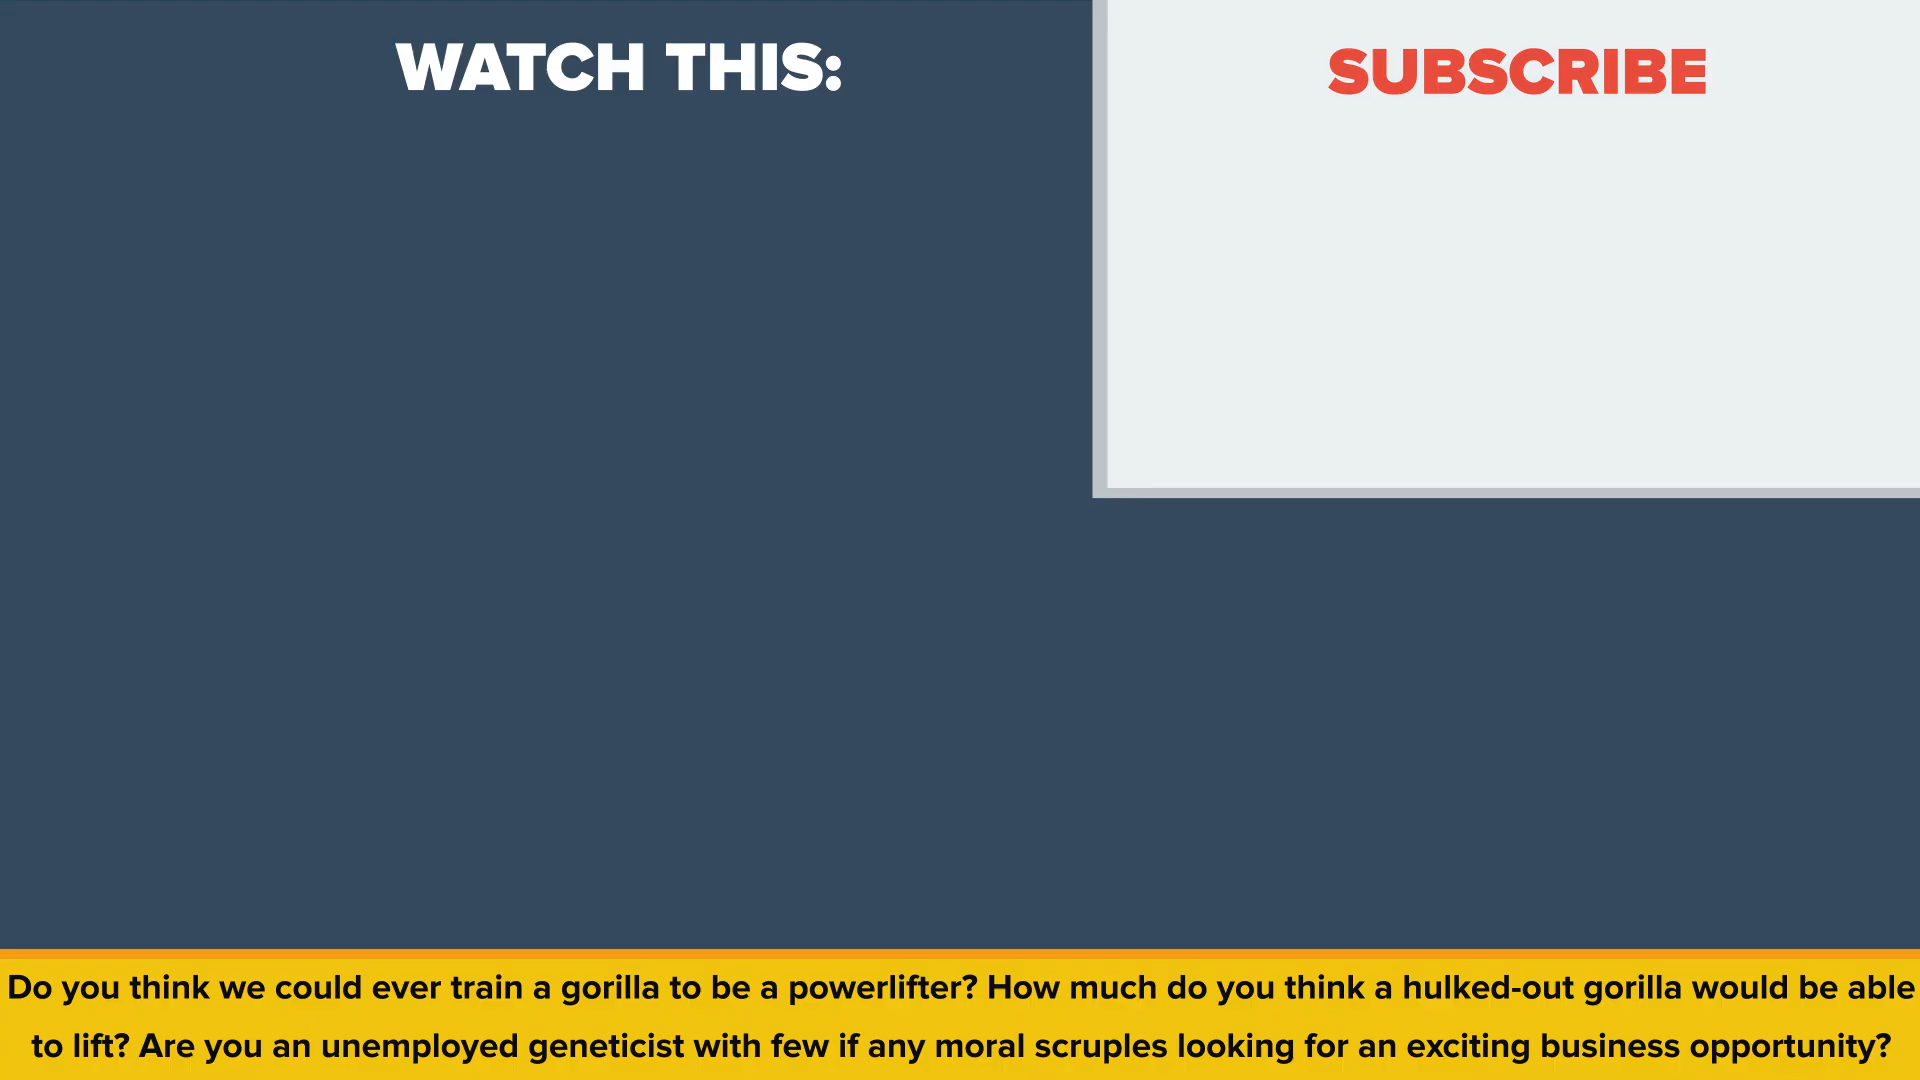 WATCH THIS:
SUBSCRIBE
Do you think we could ever train a gorilla to be a powerlifter? How much do you think a hulked-out gorilla would be able
to lift? Are you an unemployed geneticist with few if any moral scruples looking for an exciting business opportunity?